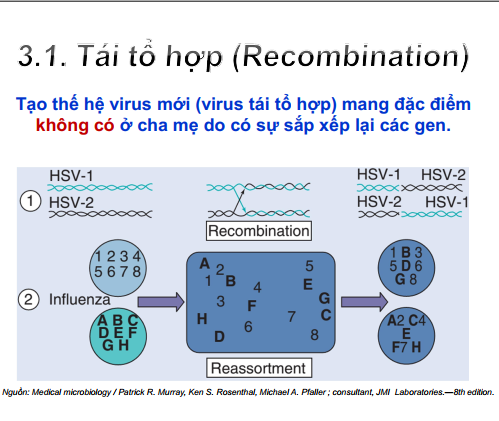 3.1. Tái tổ hợp (Recombination)
Tạo thế hệ virus mới (virus tái tổ hợp) mang đặc điểm
không có ở cha mẹ do có sự sắp xếp lại các gen.
HSV-1
HSV-1 HSV-2
1
HSV-2
HSV-2 HSV-1
Recombination
1 2 3 4
5 6 7 8
2 Influenza
A B C
D E F
G H
A 2 5
1 B 4 E
3 F G
H 7 C
6
D 8
Reassortment
1 B 3
5 D 6
G 8
A2 C4
E
F7 H
Nguồn: Medical microbiology / Patrick R. Murray, Ken S. Rosenthal, Michael A. Pfaller ; consultant, JMI Laboratories.—8th edition.